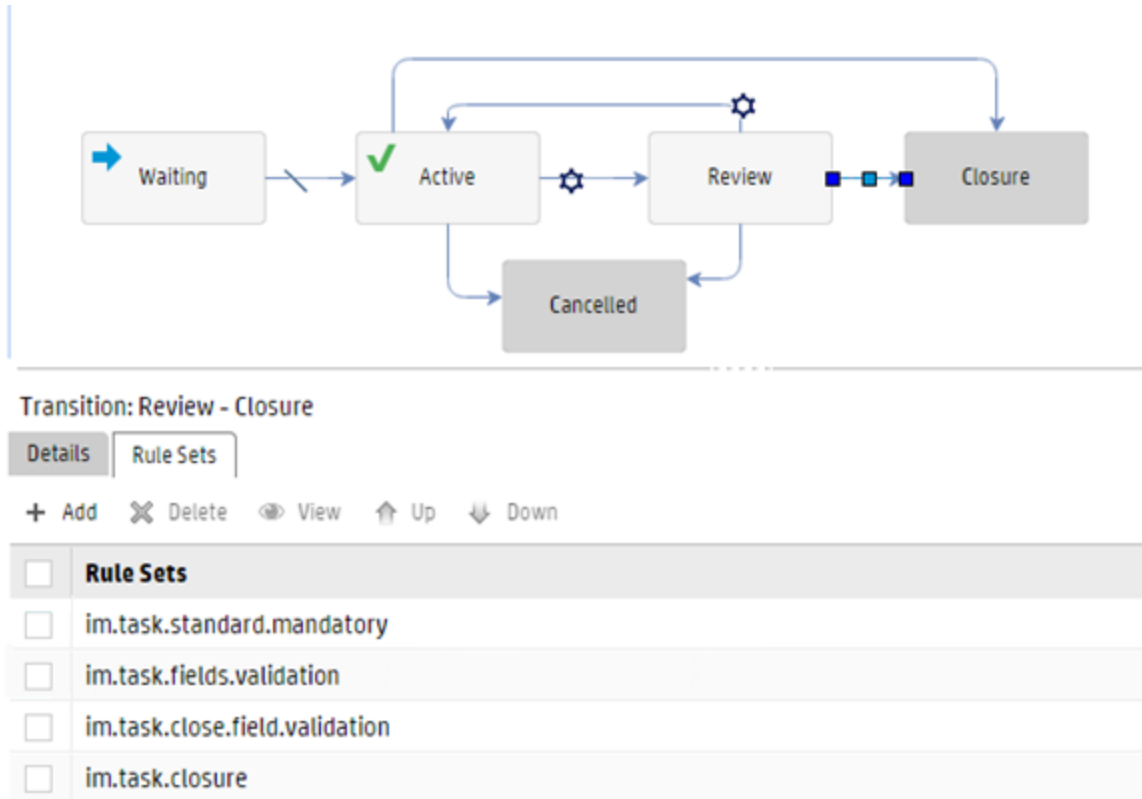 Waiting Active Review Closure
Cancelled
Transition: Review - Closure
Details Rule Sets
+ Add Delete View Up Down
Rule Sets
im.task.standard.mandatory
im.task.fields.validation
im.task.close.field.validation
im.task.closure